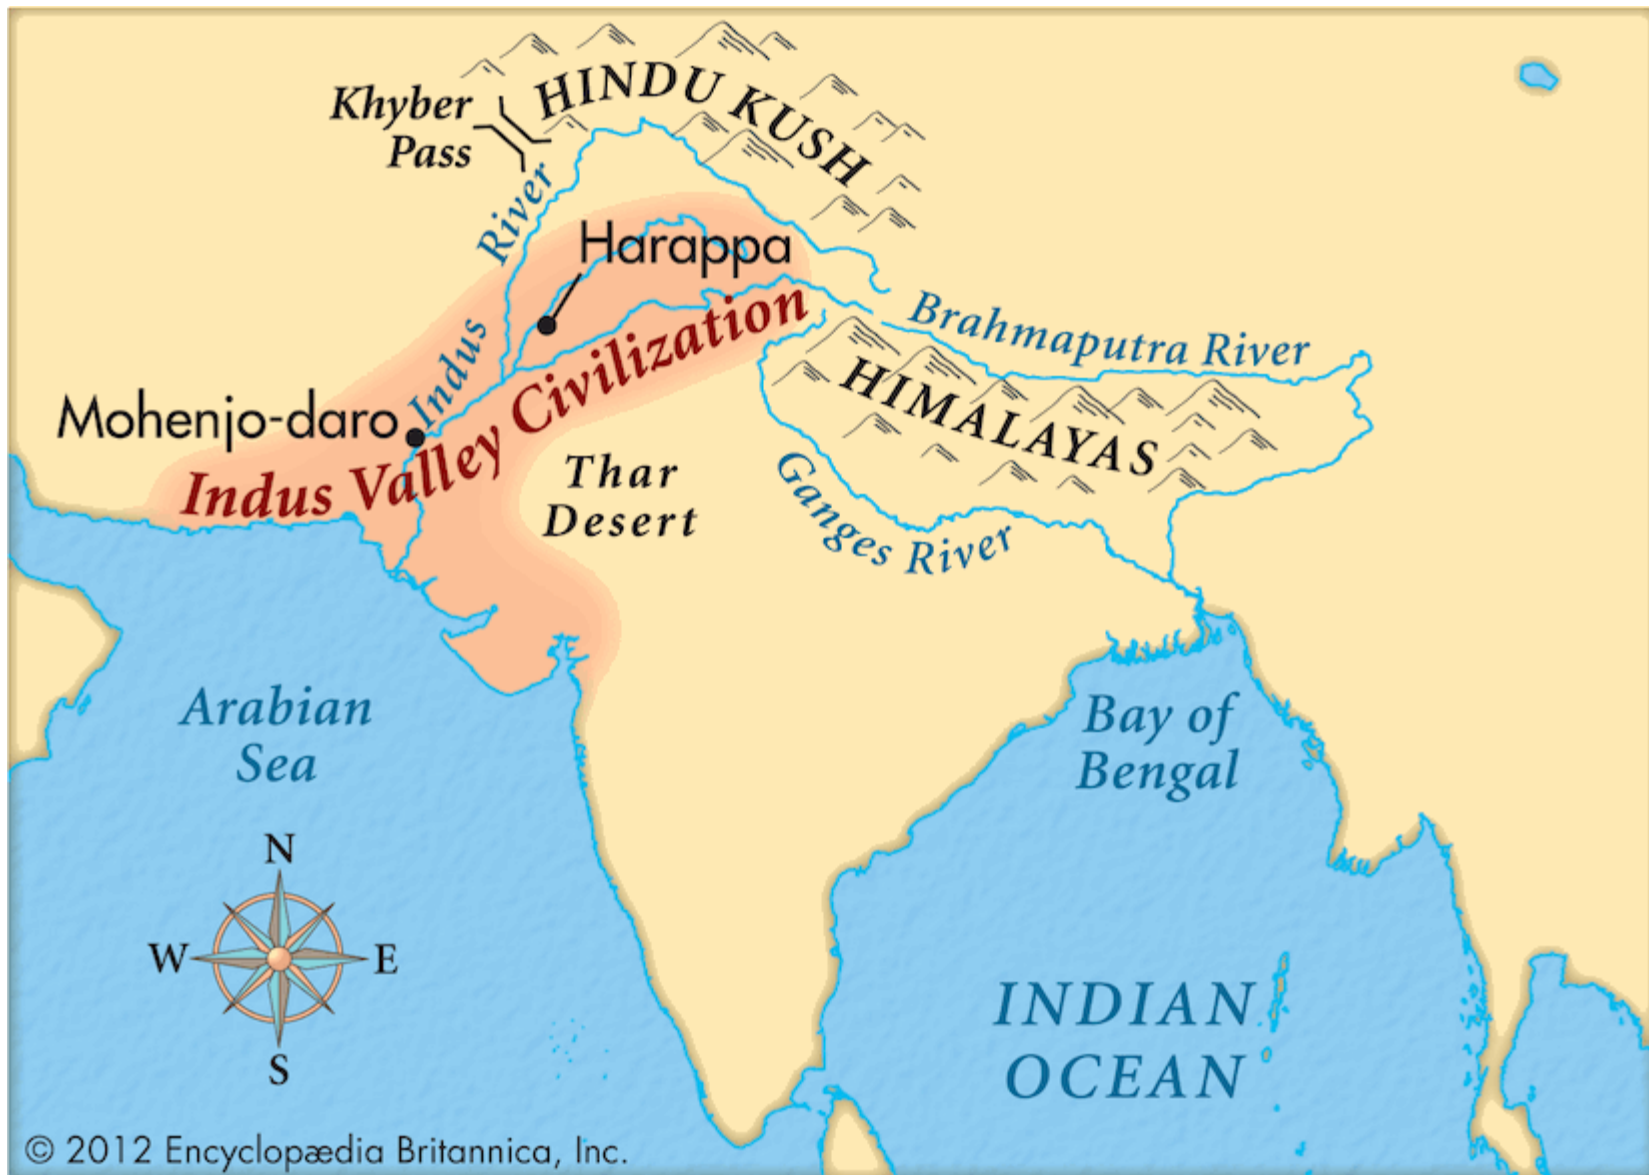 HINDU KUSH
Khyber
Pass
Indus River
Harappa
Brahmaputra River
Mohenjo-daro
Indus Valley Civilization
HIMALAYAS
Thar
Desert
Ganges River
Arabian
Sea
Bay of
Bengal
N
W
E
S
INDIAN
OCEAN
© 2012 Encyclopædia Britannica, Inc.